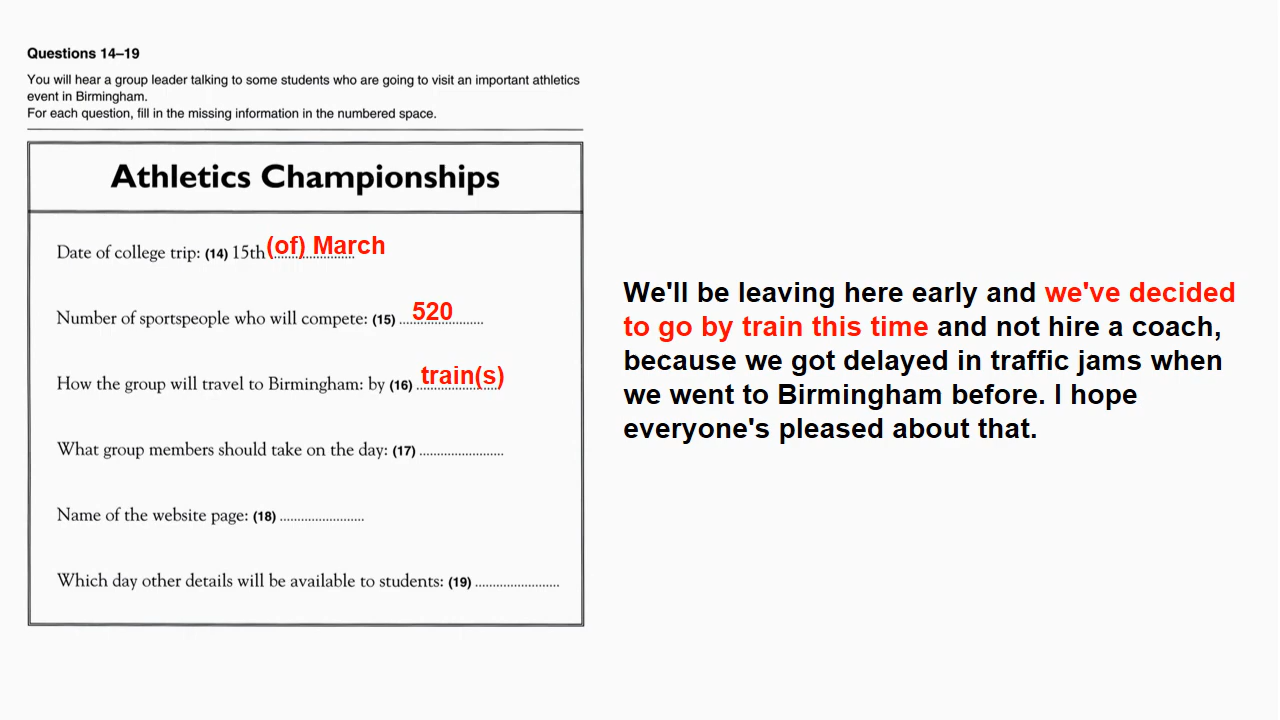 Questions 14–19
You will hear a group leader talking to some students who are going to visit an important athletics
event in Birmingham.
For each question, fill in the missing information in the numbered space.
Athletics Championships
Date of college trip: (14) 15th (of) March
Number of sportspeople who will compete: (15) 520
How the group will travel to Birmingham: by (16) train(s)
What group members should take on the day: (17) ........................
Name of the website page: (18) ........................
Which day other details will be available to students: (19) ........................
We'll be leaving here early and we've decided
to go by train this time and not hire a coach,
because we got delayed in traffic jams when
we went to Birmingham before. I hope
everyone's pleased about that.